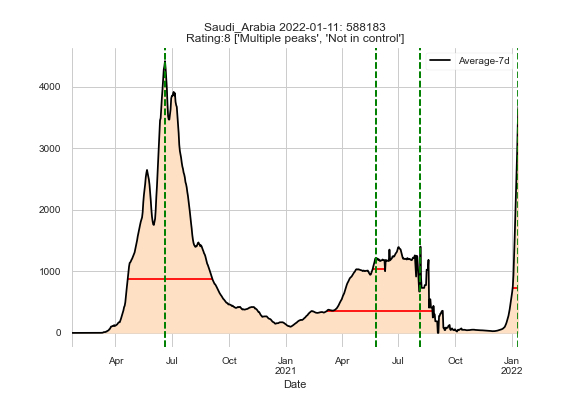 Saudi_Arabia 2022-01-11: 588183
Rating:8 ['Multiple peaks', 'Not in control']
Average-7d
4000
3000
2000
1000
0
Apr Jul Oct Jan Apr Jul Oct Jan
2021 2022
Date